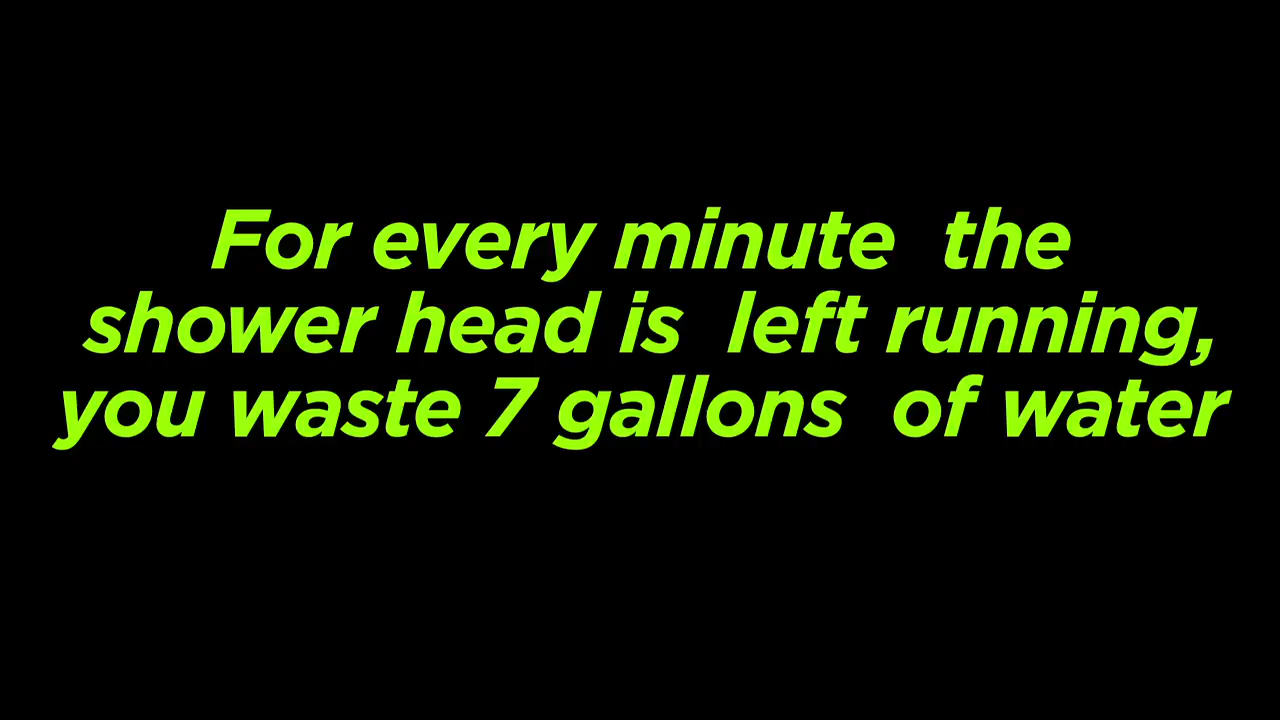 For every minute  the
shower head is  left running,
you waste 7 gallons  of water